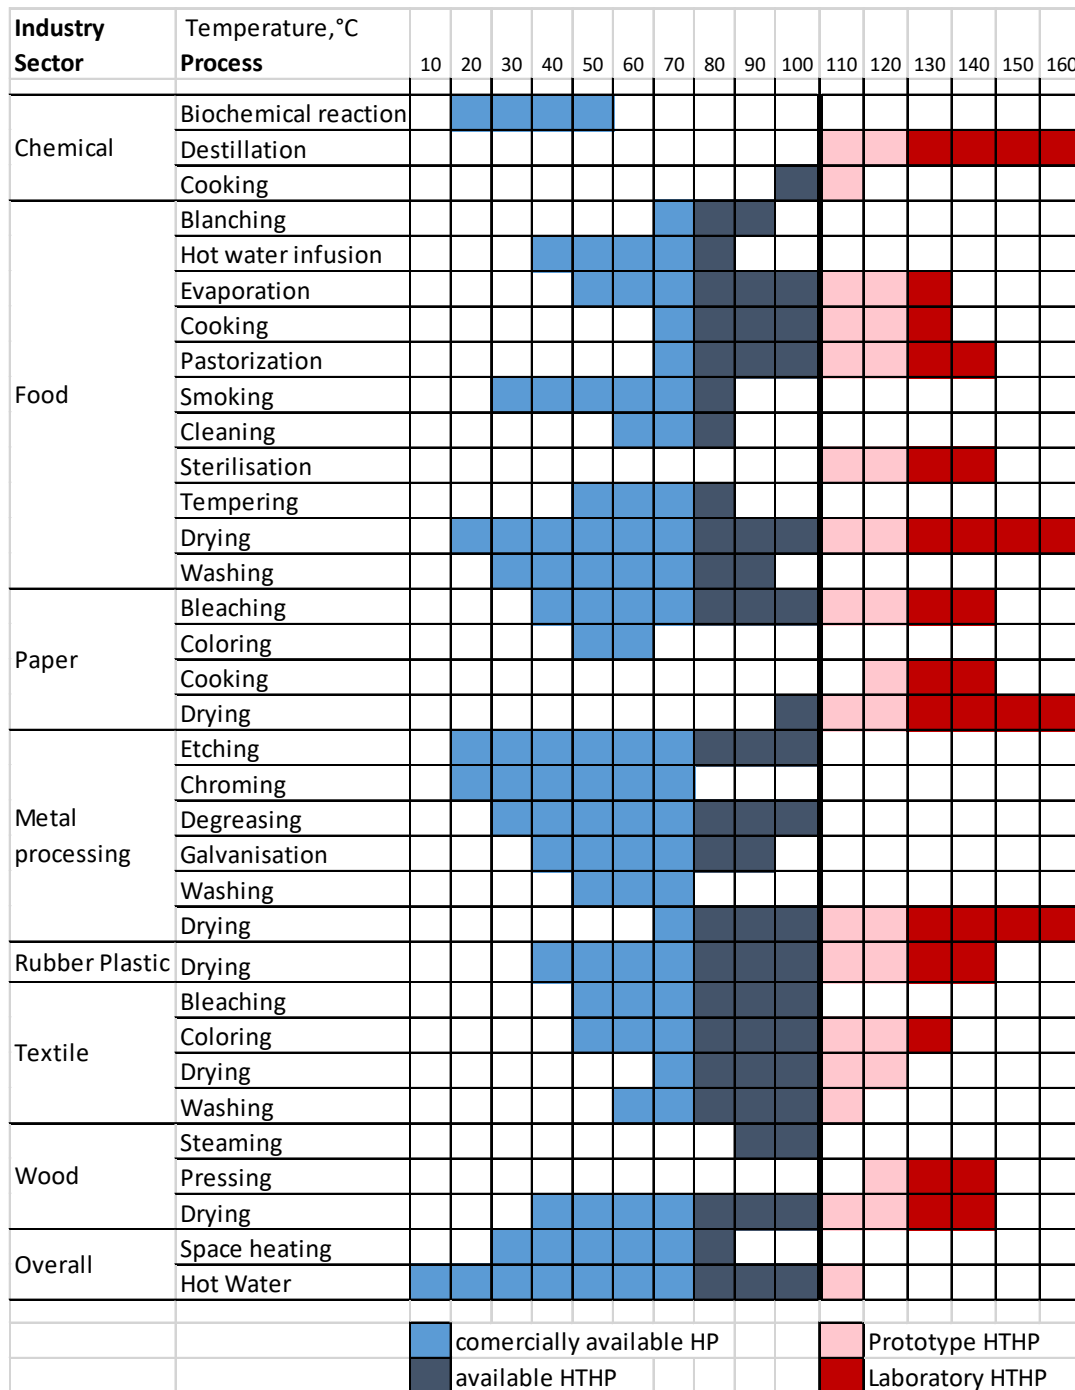 Industry Temperature,°C
Sector Process 10 20 30 40 50 60 70 80 90 100 110 120 130 140 150 160
Biochemical reaction
Chemical Destillation
Cooking
Blanching
Hot water infusion
Evaporation
Cooking
Pastorization
Food Smoking
Cleaning
Sterilisation
Tempering
Drying
Washing
Bleaching
Coloring
Paper
Cooking
Drying
Etching
Chroming
Metal Degreasing
processing Galvanisation
Washing
Drying
Rubber Plastic Drying
Bleaching
Coloring
Textile
Drying
Washing
Steaming
Wood Pressing
Drying
Space heating
Overall
Hot Water
comercially available HP Prototype HTHP
available HTHP Laboratory HTHP